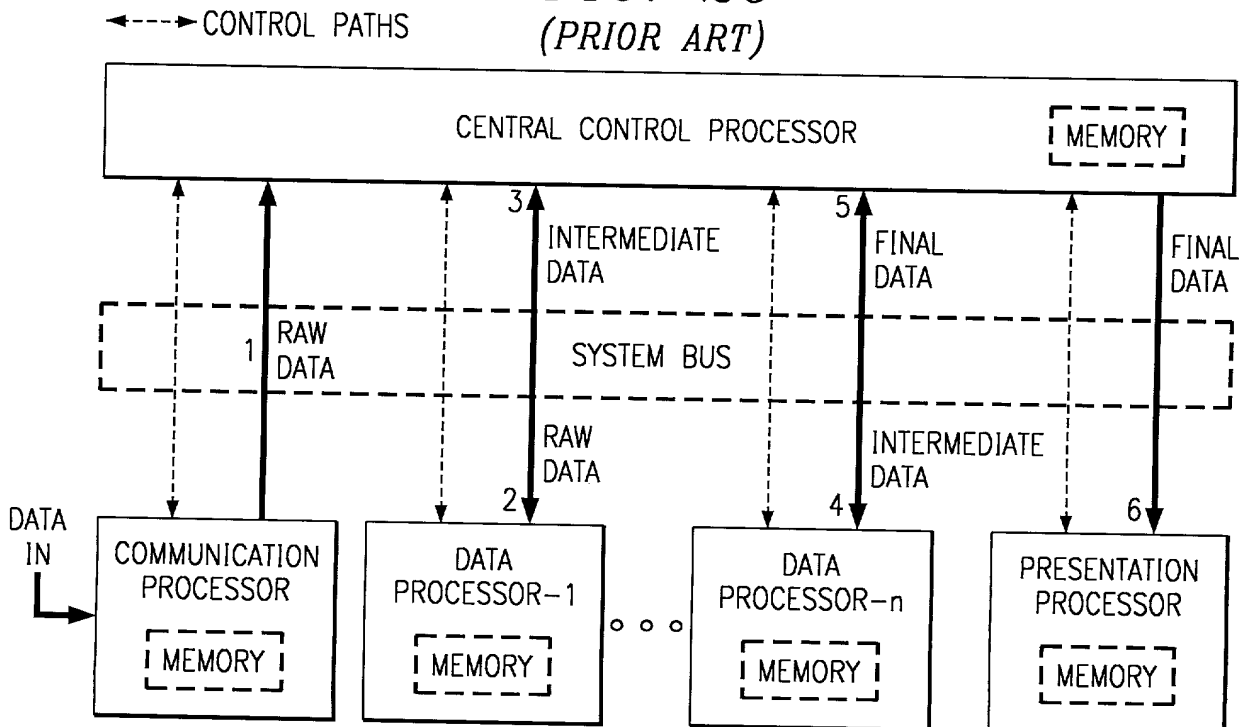 CONTROL PATHS
(PRIOR ART)
CENTRAL CONTROL PROCESSOR
MEMORY
3
INTERMEDIATE
DATA
5
FINAL
DATA
FINAL
DATA
1
RAW
DATA
SYSTEM BUS
RAW
DATA
2
INTERMEDIATE
DATA
4
6
DATA
IN
COMMUNICATION
PROCESSOR
MEMORY
DATA
PROCESSOR-1
MEMORY
DATA
PROCESSOR-n
MEMORY
PRESENTATION
PROCESSOR
MEMORY